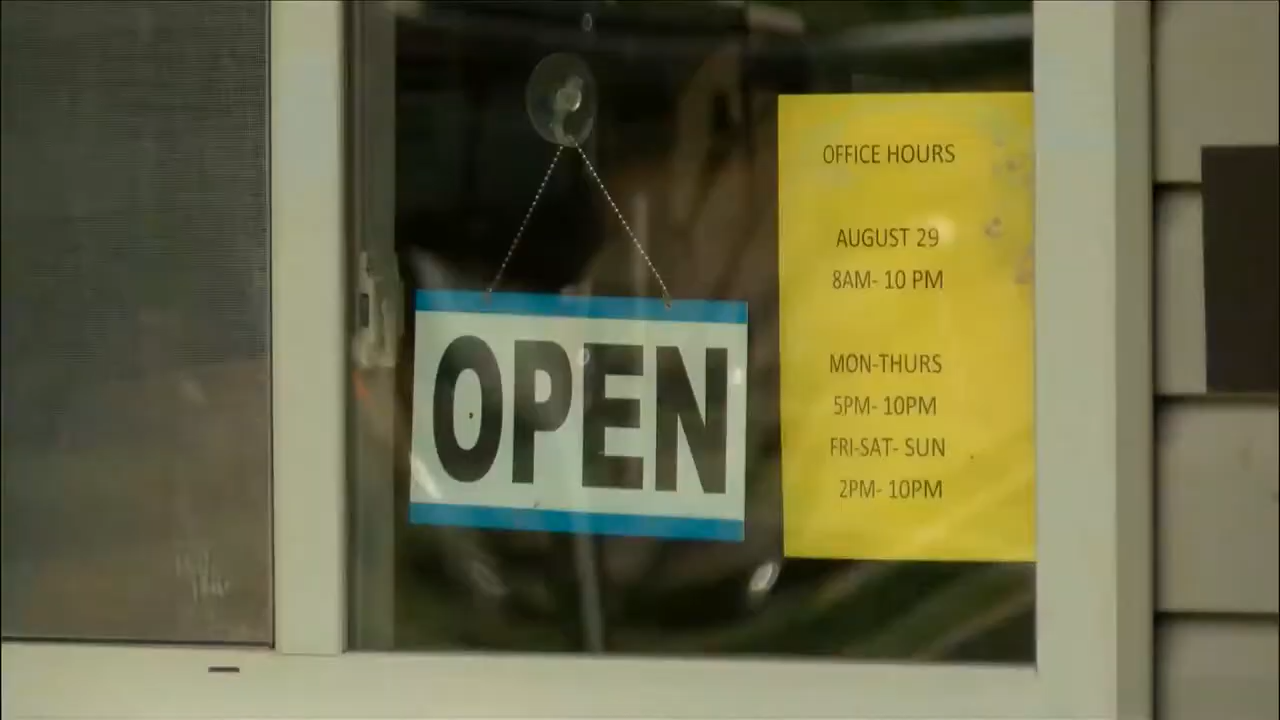 OPEN
OFFICE HOURS
AUGUST 29
8AM- 10 PM
MON-THURS
5PM- 10PM
FRI-SAT- SUN
2PM- 10PM